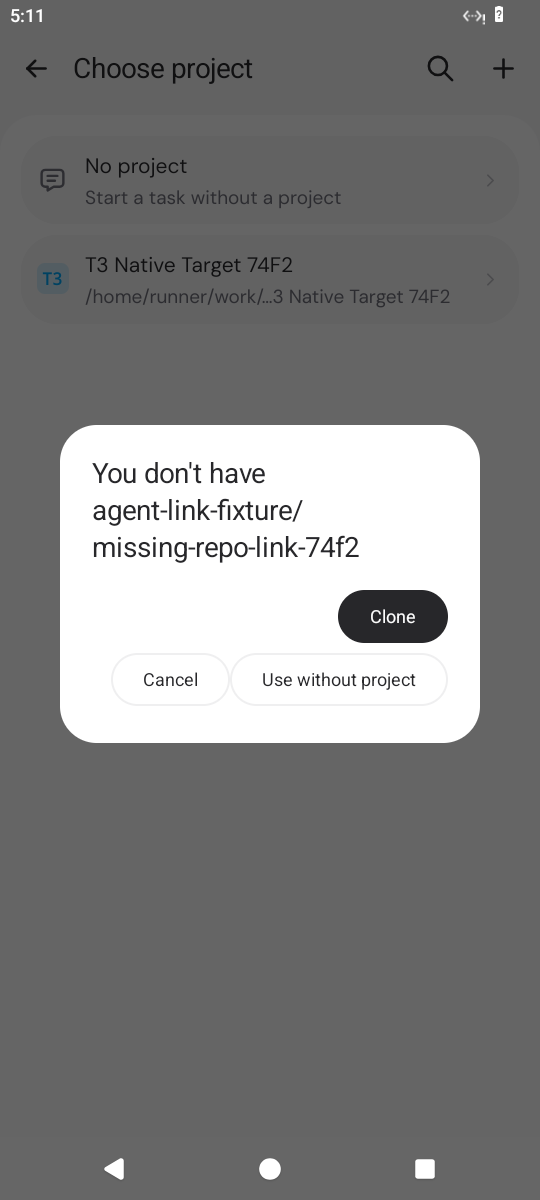 5:11
Choose project
No project
Start a task without a project
T3
T3 Native Target 74F2
/home/runner/work/…3 Native Target 74F2
You don't have
agent-link-fixture/
missing-repo-link-74f2
Clone
Cancel
Use without project